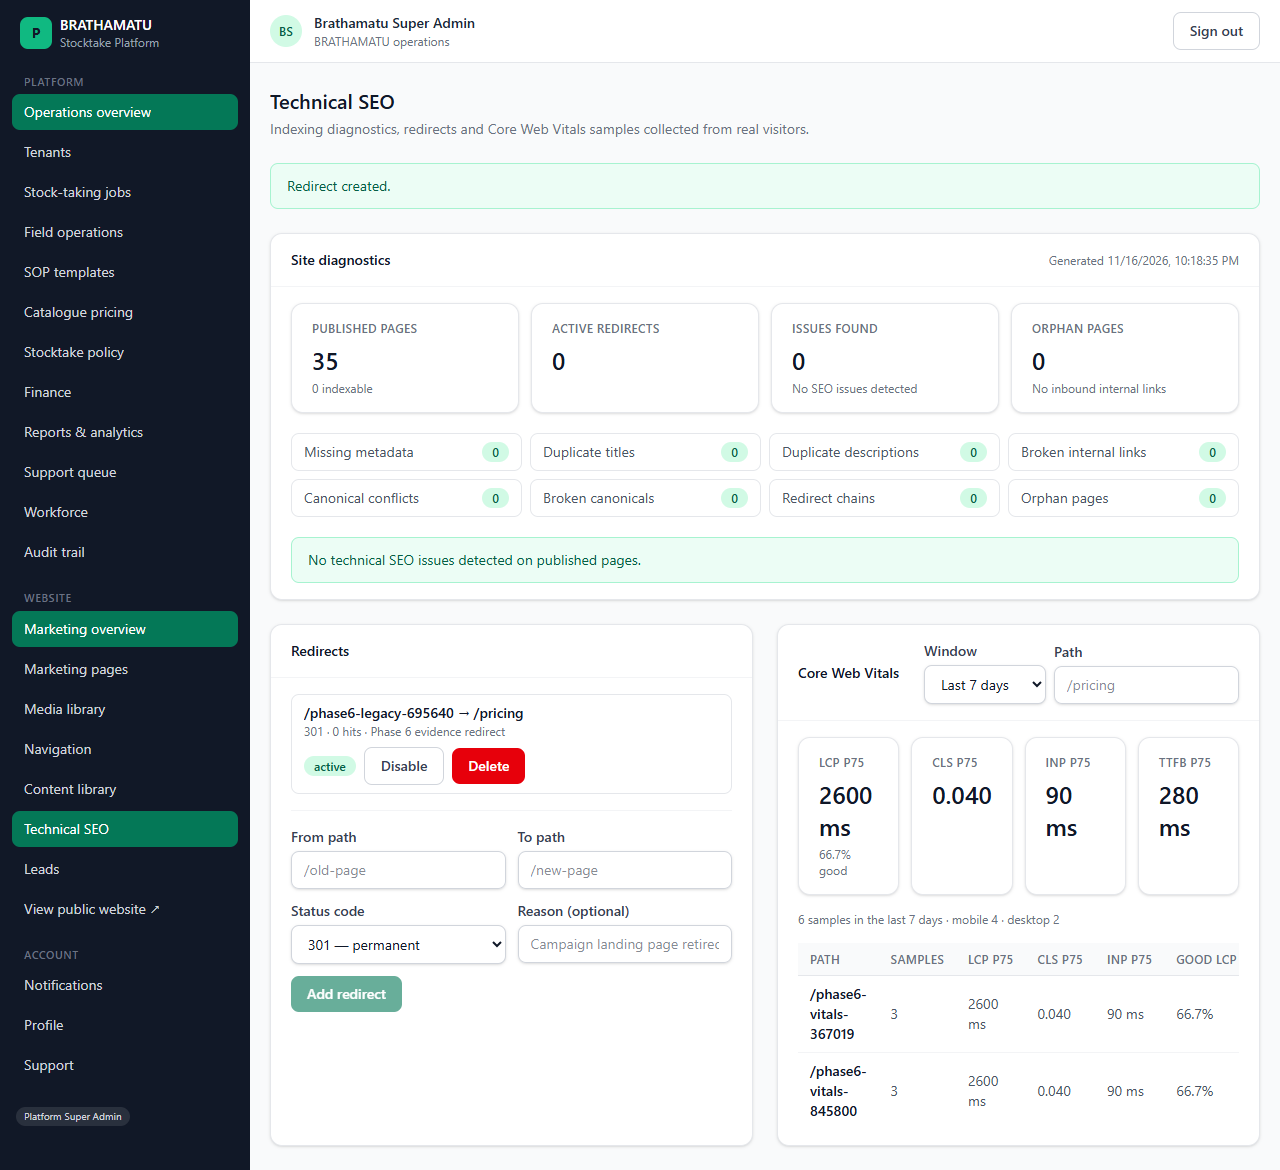 P
BRATHAMATU
Stocktake Platform
PLATFORM
Operations overview
Tenants
Stock-taking jobs
Field operations
SOP templates
Catalogue pricing
Stocktake policy
Finance
Reports & analytics
Support queue
Workforce
Audit trail
WEBSITE
Marketing overview
Marketing pages
Media library
Navigation
Content library
Technical SEO
Leads
View public website ↗
ACCOUNT
Notifications
Profile
Support
Platform Super Admin
BS
Brathamatu Super Admin
BRATHAMATU operations
Sign out
Technical SEO
Indexing diagnostics, redirects and Core Web Vitals samples collected from real visitors.
Redirect created.
Site diagnostics
Generated 11/16/2026, 10:18:35 PM
PUBLISHED PAGES
35
0 indexable
ACTIVE REDIRECTS
0
ISSUES FOUND
0
No SEO issues detected
ORPHAN PAGES
0
No inbound internal links
Missing metadata 0
Duplicate titles 0
Duplicate descriptions 0
Broken internal links 0
Canonical conflicts 0
Broken canonicals 0
Redirect chains 0
Orphan pages 0
No technical SEO issues detected on published pages.
Redirects
/phase6-legacy-695640 → /pricing
301 · 0 hits · Phase 6 evidence redirect
active Disable Delete
From path
/old-page
To path
/new-page
Status code
301 — permanent
Reason (optional)
Campaign landing page retirec
Add redirect
Core Web Vitals
Window
Last 7 days
Path
/pricing
LCP P75
2600
ms
66.7%
good
CLS P75
0.040
INP P75
90
ms
TTFB P75
280
ms
6 samples in the last 7 days · mobile 4 · desktop 2
PATH SAMPLES LCP P75 CLS P75 INP P75 GOOD LCP
/phase6-
vitals-
367019
3
2600
ms
0.040
90 ms
66.7%
/phase6-
vitals-
845800
3
2600
ms
0.040
90 ms
66.7%